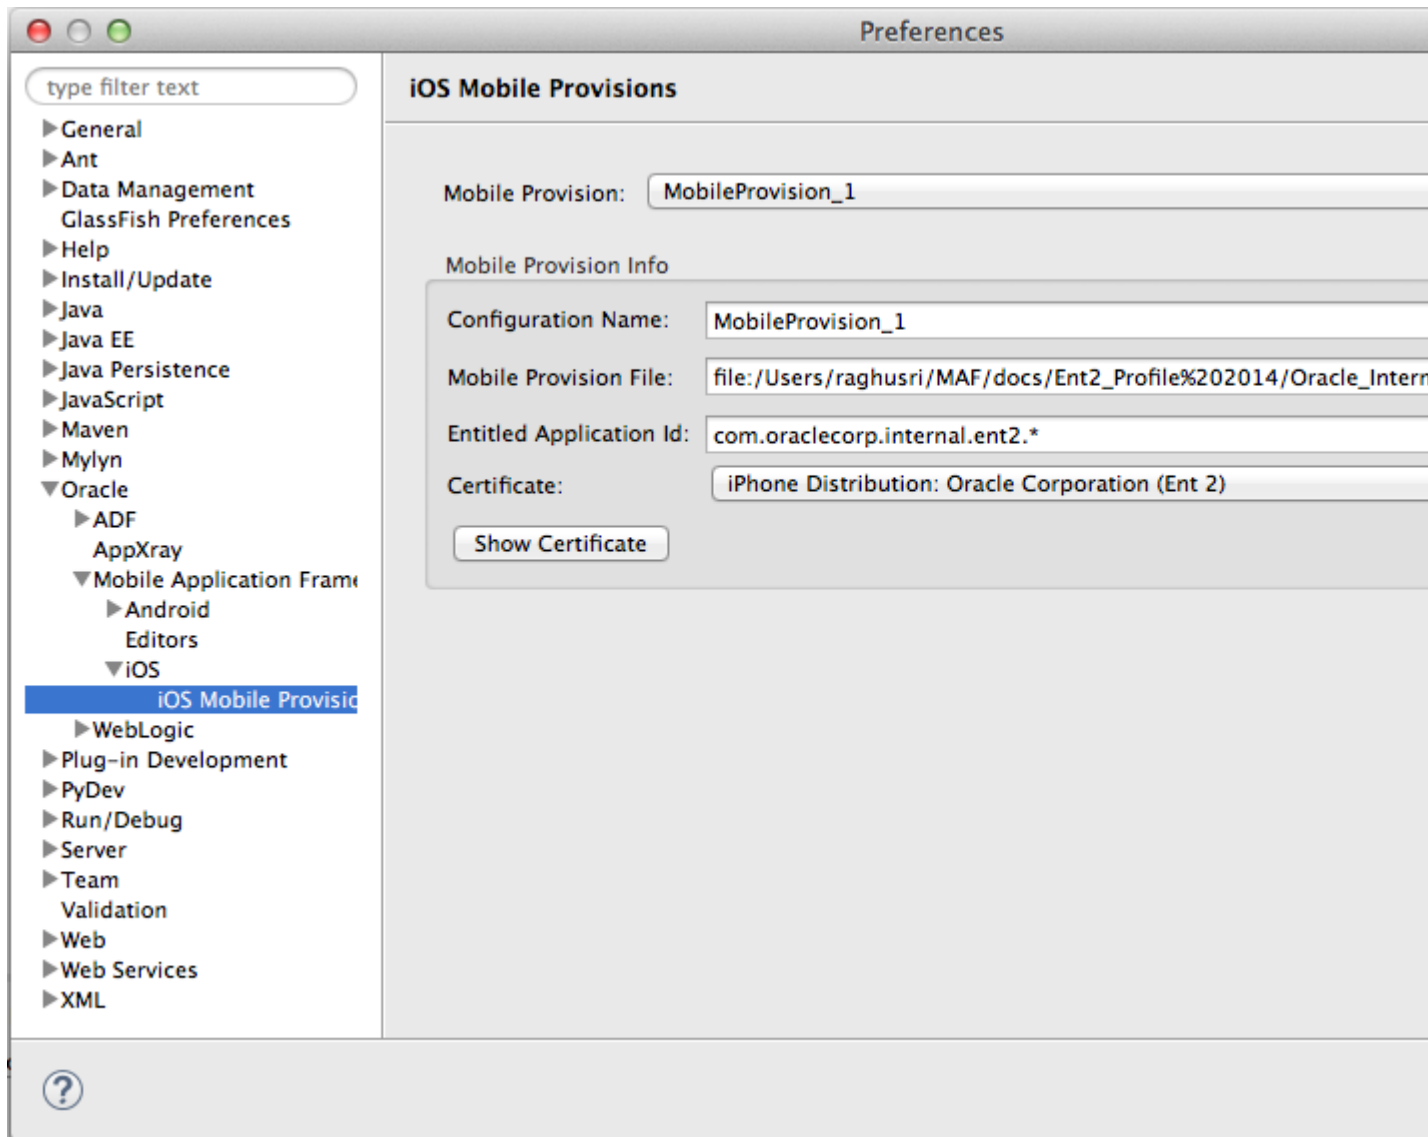 Preferences
type filter text
General
Ant
Data Management
GlassFish Preferences
Help
Install/Update
Java
Java EE
Java Persistence
JavaScript
Maven
Mylyn
Oracle
ADF
AppXray
Mobile Application Frame
Android
Editors
iOS
iOS Mobile Provisio
WebLogic
Plug-in Development
PyDev
Run/Debug
Server
Team
Validation
Web
Web Services
XML
iOS Mobile Provisions
Mobile Provision: MobileProvision_1
Mobile Provision Info
Configuration Name: MobileProvision_1
Mobile Provision File: file:/Users/raghusri/MAF/docs/Ent2_Profile%202014/Oracle_Intern
Entitled Application Id: com.oraclecorp.internal.ent2.*
Certificate: iPhone Distribution: Oracle Corporation (Ent 2)
Show Certificate
?